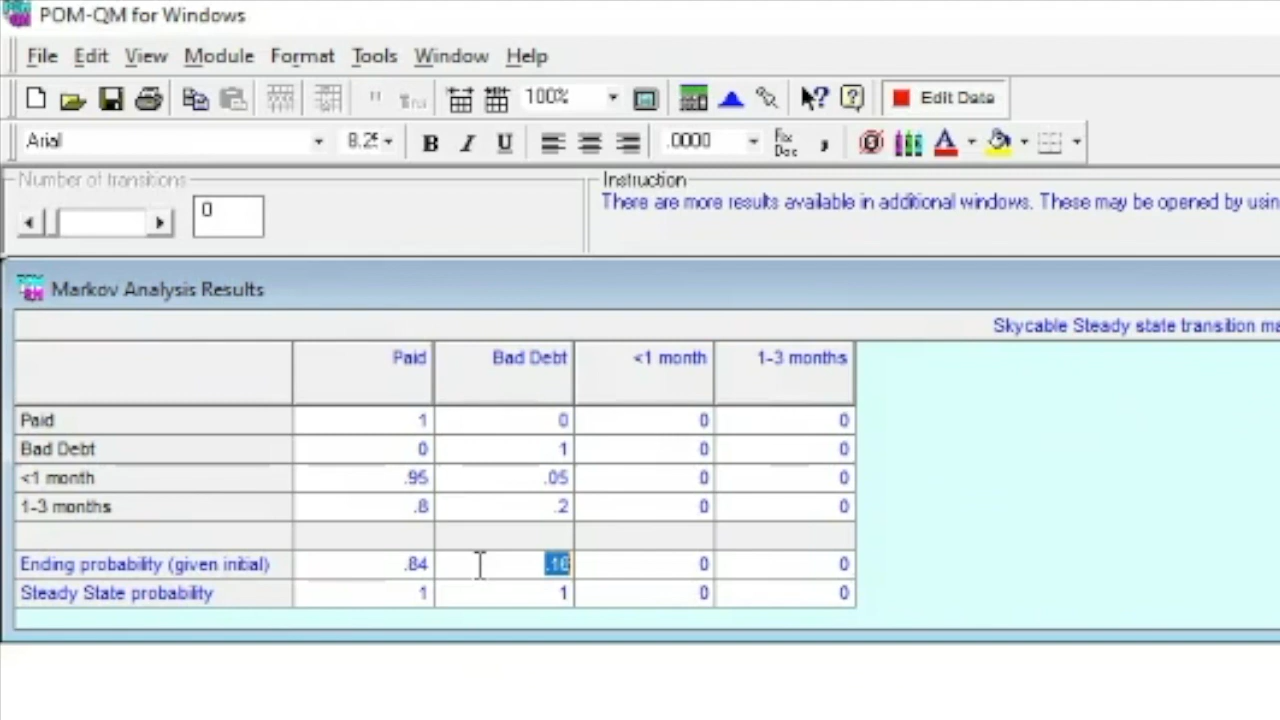 POM-QM for Windows
File Edit View Module Format Tools Window Help
100% Edit Data
Arial 8.25 B I U .0000 Fix Dec ,
Number of transitions
0
Instruction
There are more results available in additional windows. These may be opened by usin
Markov Analysis Results
Skycable Steady state transition ma
Paid Bad Debt <1 month 1-3 months
Paid 1 0 0 0
Bad Debt 0 1 0 0
<1 month .95 .05 0 0
1-3 months .8 .2 0 0
Ending probability (given initial) .84 .16 0 0
Steady State probability 1 1 0 0